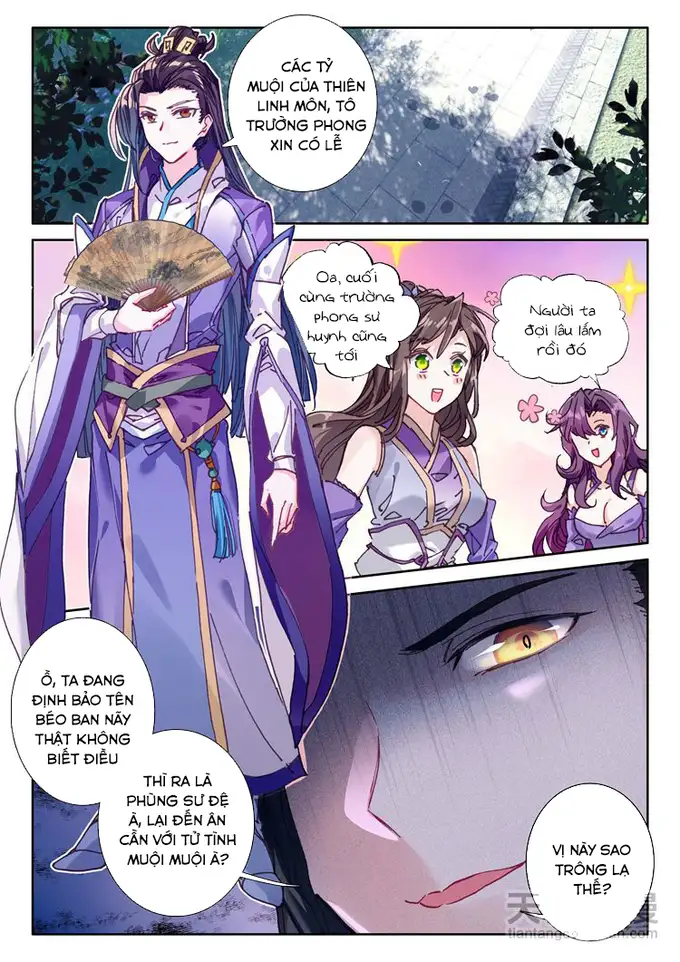 CÁC TỶ
MUỘI CỦA THIÊN
LINH MÔN, TÔ
TRƯỜNG PHONG
XIN CÓ LỄ
Oa, cuối
cùng trường
phong sư
huynh cũng
tới
Người ta
đợi lâu lắm
rồi đó
Ồ, TA ĐANG
ĐỊNH BẢO TÊN
BÉO BAN NÃY
THẬT KHÔNG
BIẾT ĐIỀU
THÌ RA LÀ
PHÙNG SƯ ĐỆ
À, LẠI ĐẾN ÂN
CẦN VỚI TỬ TÌNH
MUỘI MUỘI À?
VỊ NÀY SAO
TRÔNG LẠ
THẾ?
天
漫